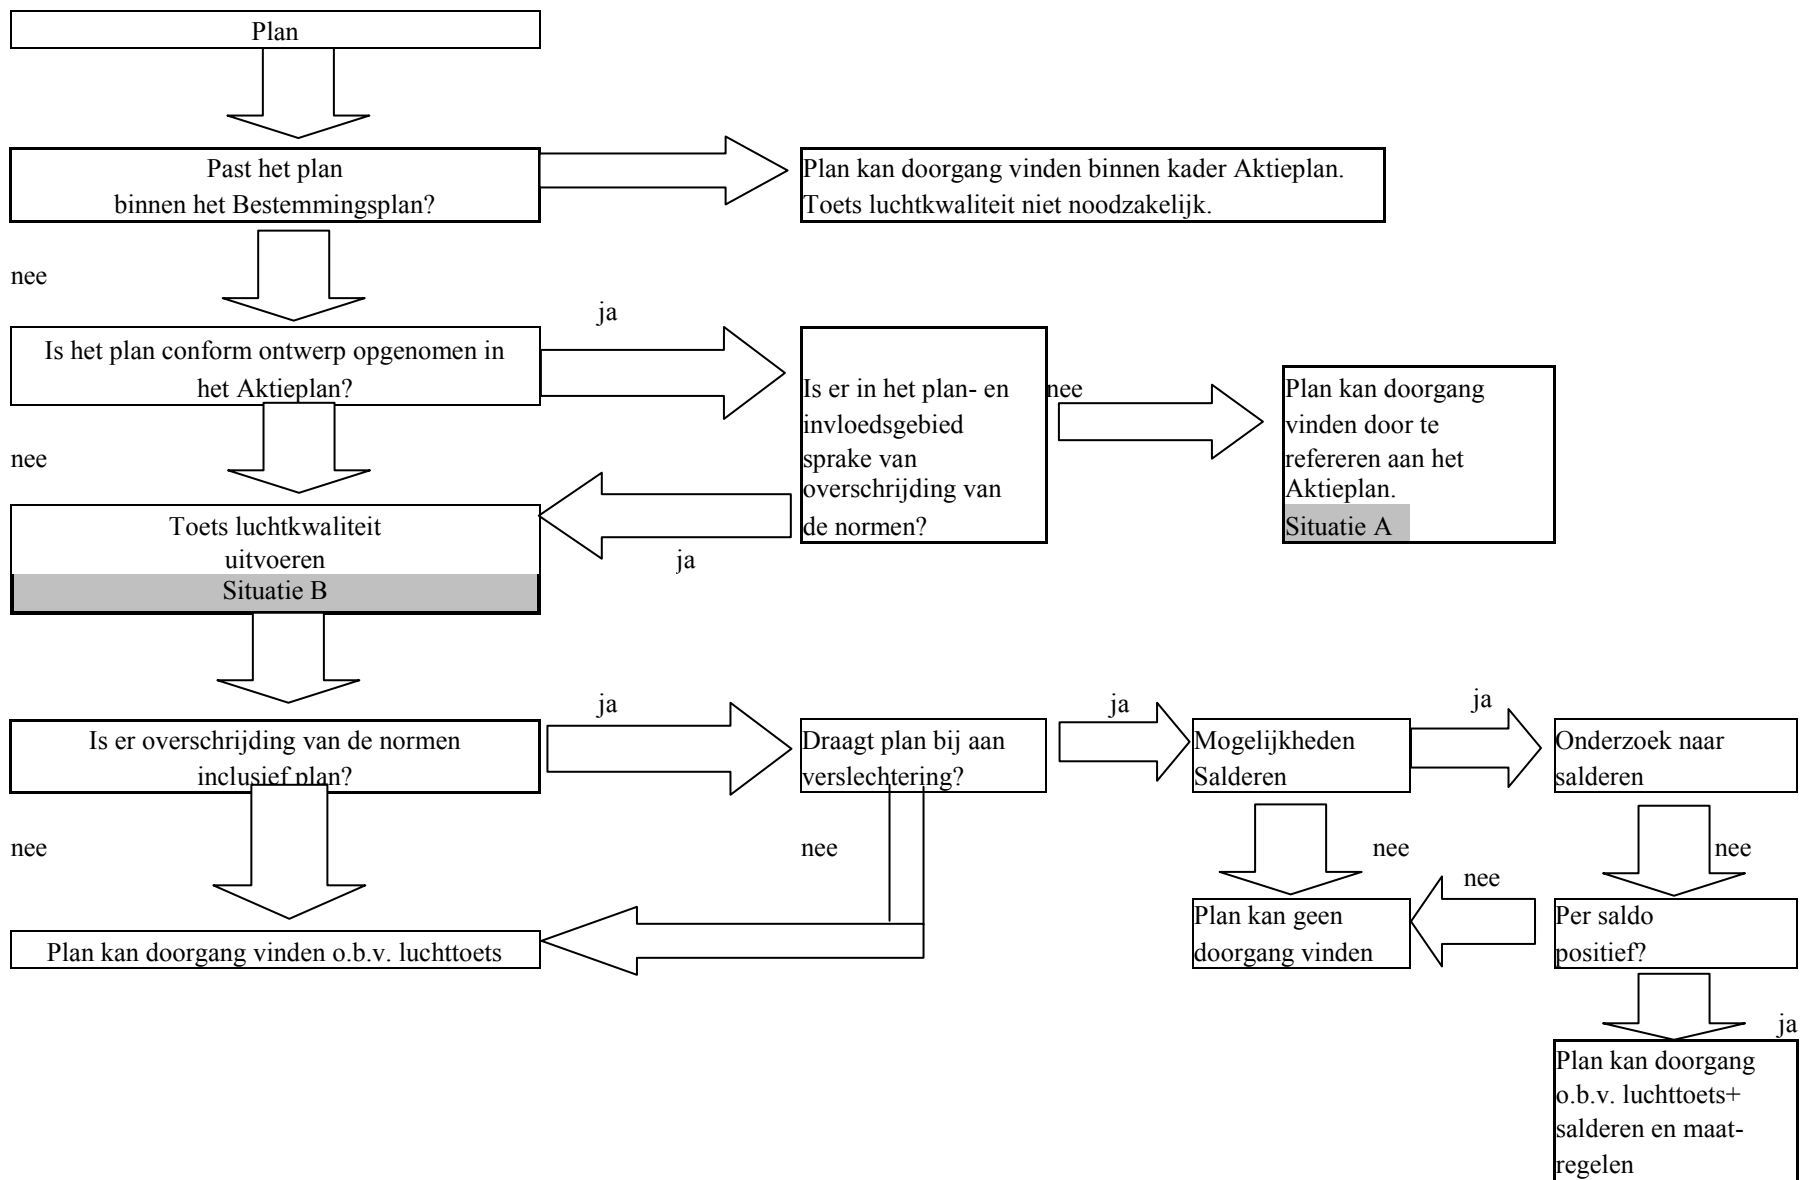 Plan
Past het plan
binnen het Bestemmingsplan?
Plan kan doorgang vinden binnen kader Aktieplan.
Toets luchtkwaliteit niet noodzakelijk.
nee
ja
Is het plan conform ontwerp opgenomen in
het Aktieplan?
Is er in het plan- en
invloedsgebied
sprake van
overschrijding van
de normen?
nee
Plan kan doorgang
vinden door te
refereren aan het
Aktieplan.
Situatie A
nee
ja
Toets luchtkwaliteit
uitvoeren
Situatie B
ja
ja
ja
Is er overschrijding van de normen
inclusief plan?
Draagt plan bij aan
verslechtering?
Mogelijkheden
Salderen
Onderzoek naar
salderen
nee
nee
nee
nee
nee
Plan kan doorgang vinden o.b.v. luchttoets
Plan kan geen
doorgang vinden
Per saldo
positief?
ja
Plan kan doorgang
o.b.v. luchttoets+
salderen en maat-
regelen